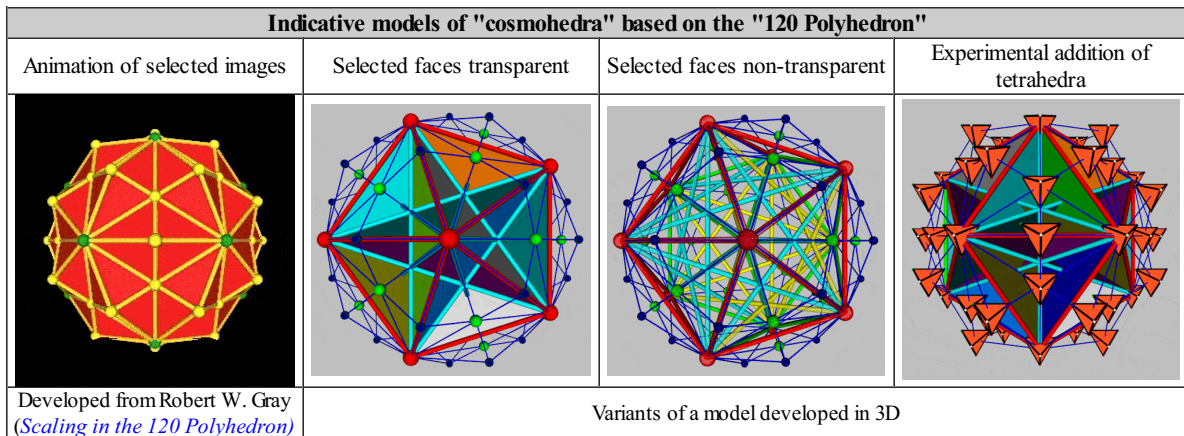 Indicative models of "cosmohedra" based on the "120 Polyhedron"
Animation of selected images
Selected faces transparent
Selected faces non-transparent
Experimental addition of
tetrahedra
Developed from Robert W. Gray
(Scaling in the 120 Polyhedron)
Variants of a model developed in 3D